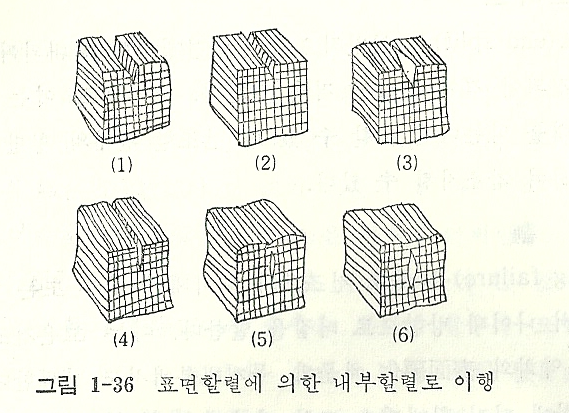 (1) (2) (3)
(4) (5) (6)
failure)
그림 1-36 표면할렬에 의한 내부할렬로 이행